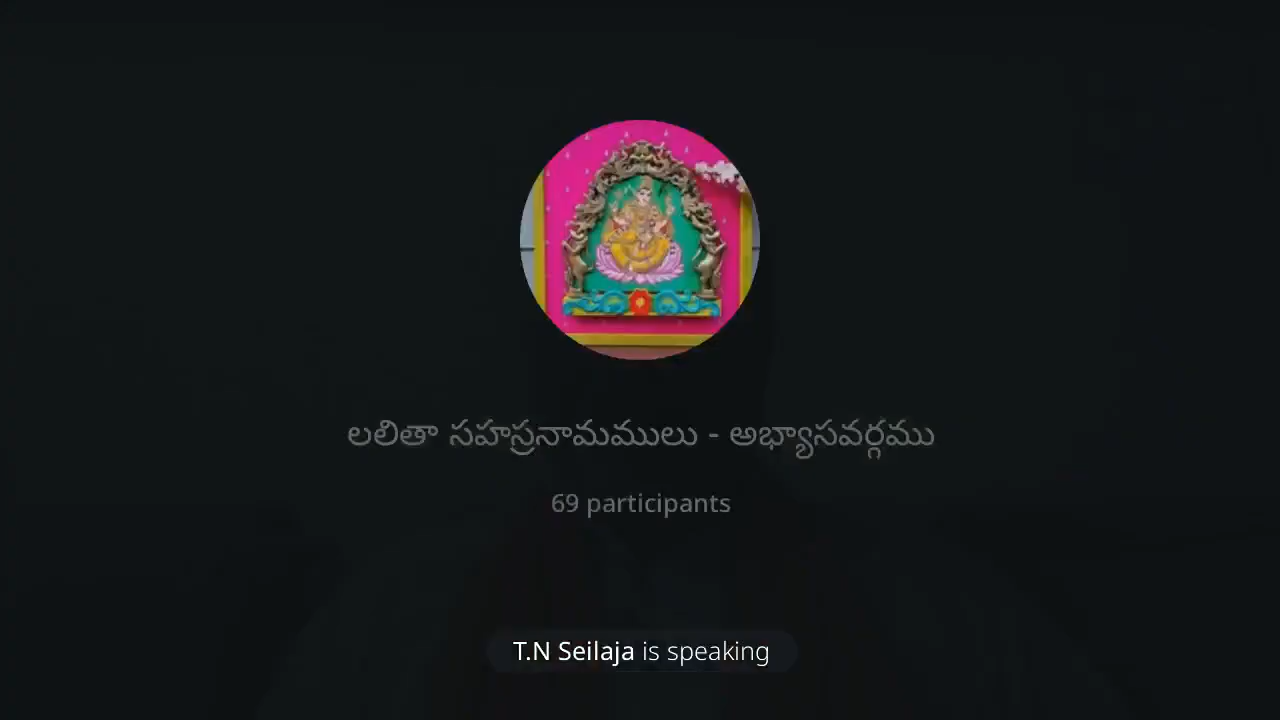 లలితా సహస్రనామములు - అభ్యాసవర్గము
69 participants
T.N Seilaja is speaking